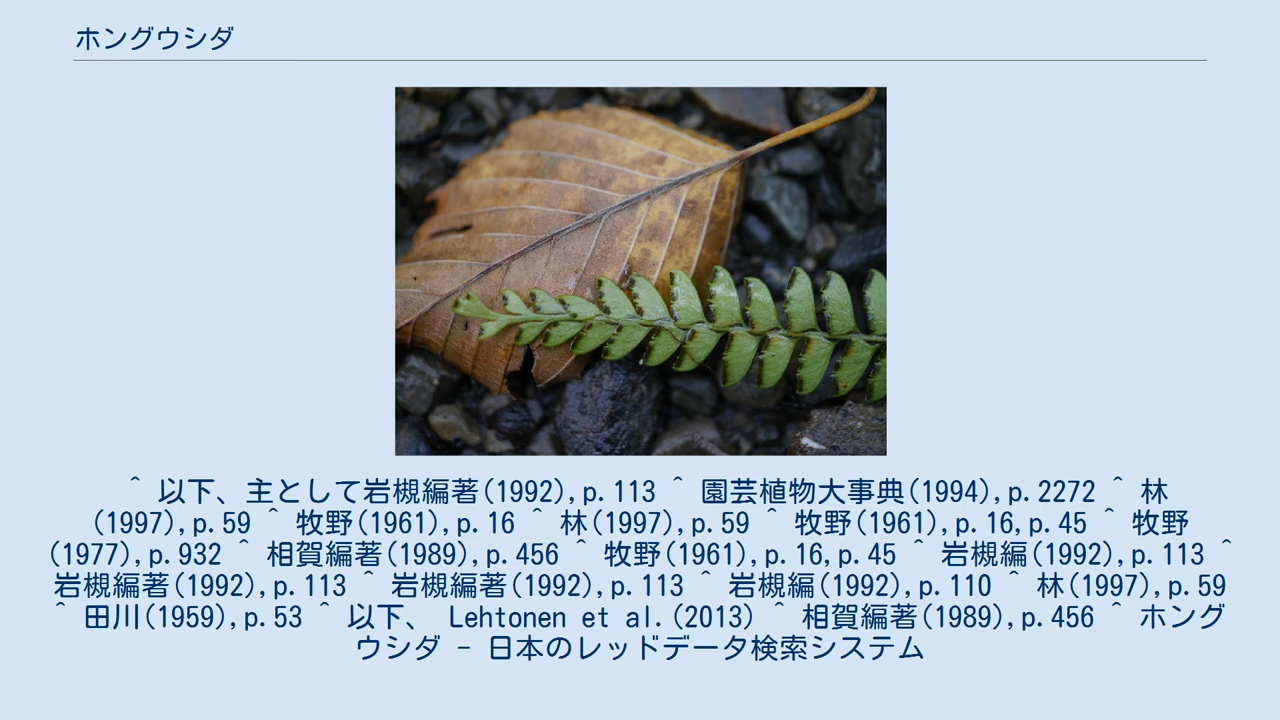 ホングウシダ
^ 以下、主として岩槻編著(1992),p.113 ^ 園芸植物大事典(1994),p.2272 ^ 林
(1997),p.59 ^ 牧野(1961),p.16 ^ 林(1997),p.59 ^ 牧野(1961),p.16,p.45 ^ 牧野
(1977),p.932 ^ 相賀編著(1989),p.456 ^ 牧野(1961),p.16,p.45 ^ 岩槻編(1992),p.113 ^
岩槻編著(1992),p.113 ^ 岩槻編著(1992),p.113 ^ 岩槻編(1992),p.110 ^ 林(1997),p.59
^ 田川(1959),p.53 ^ 以下、 Lehtonen et al.(2013) ^ 相賀編著(1989),p.456 ^ ホング
ウシダ - 日本のレッドデータ検索システム